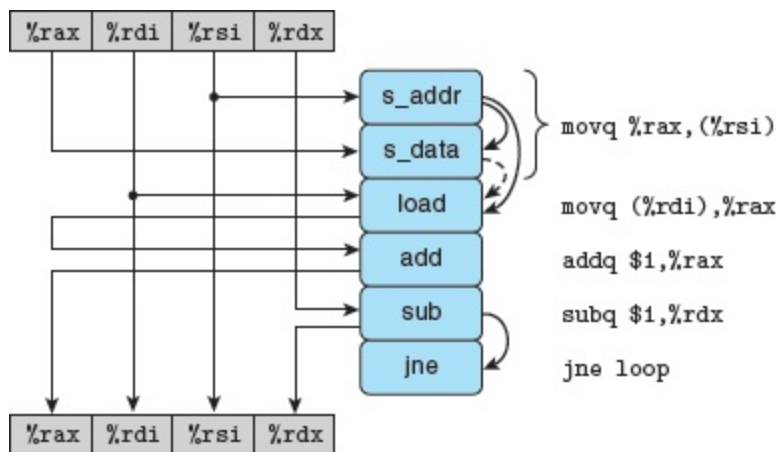 %rax %rdi %rsi %rdx
s_addr
s_data
movq %rax,(%rsi)
load
movq (%rdi),%rax
add
addq $1,%rax
sub
subq $1,%rdx
jne
jne loop
%rax %rdi %rsi %rdx